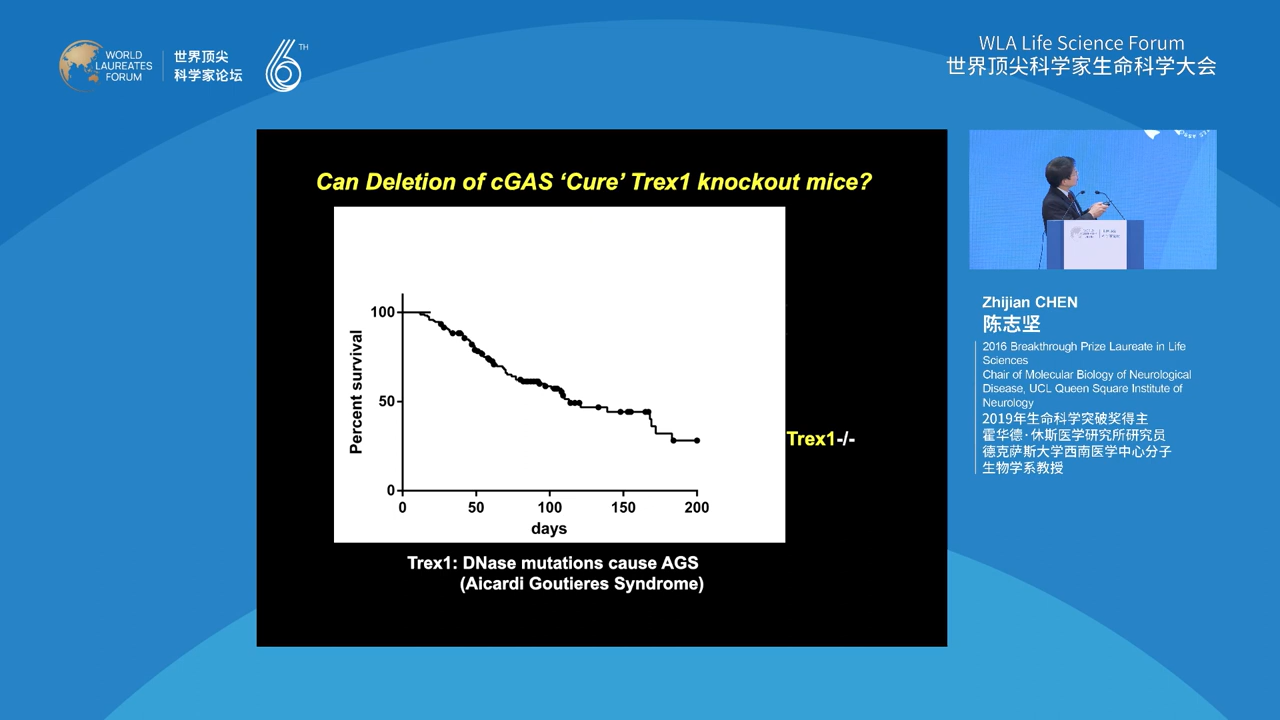 WORLD
LAUREATES
FORUM
世界顶尖
科学家论坛
6TH
WLA Life Science Forum
世界顶尖科学家生命科学大会
Can Deletion of cGAS ‘Cure’ Trex1 knockout mice?
Percent survival
100
50
0
0 50 100 150 200
days
Trex1-/-
Trex1: DNase mutations cause AGS
(Aicardi Goutieres Syndrome)
Zhijian CHEN
陈志坚
2016 Breakthrough Prize Laureate in Life
Sciences
Chair of Molecular Biology of Neurological
Disease, UCL Queen Square Institute of
Neurology
2019年生命科学突破奖得主
霍华德·休斯医学研究所研究员
德克萨斯大学西南医学中心分子
生物学系教授